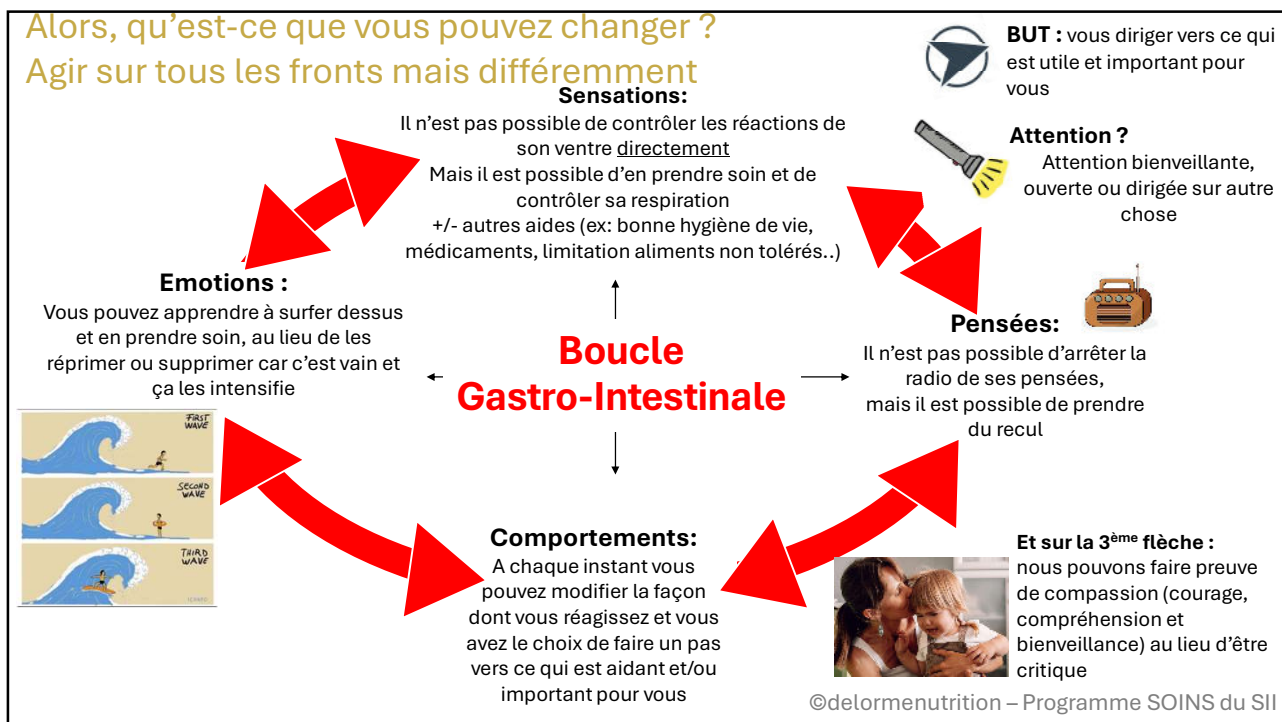 Alors, qu’est-ce que vous pouvez changer ?
Agir sur tous les fronts mais différemment
BUT : vous diriger vers ce qui
est utile et important pour
vous
Attention ?
Attention bienveillante,
ouverte ou dirigée sur autre
chose
Sensations:
Il n’est pas possible de contrôler les réactions de
son ventre directement
Mais il est possible d’en prendre soin et de
contrôler sa respiration
+/- autres aides (ex: bonne hygiène de vie,
médicaments, limitation aliments non tolérés..)
Emotions :
Vous pouvez apprendre à surfer dessus
et en prendre soin, au lieu de les
réprimer ou supprimer car c’est vain et
ça les intensifie
Boucle
Gastro-Intestinale
Pensées:
Il n’est pas possible d’arrêter la
radio de ses pensées,
mais il est possible de prendre
du recul
FIRST
WAVE
SECOND
WAVE
THIRD
WAVE
Comportements:
A chaque instant vous
pouvez modifier la façon
dont vous réagissez et vous
avez le choix de faire un pas
vers ce qui est aidant et/ou
important pour vous
Et sur la 3ème flèche :
nous pouvons faire preuve
de compassion (courage,
compréhension et
bienveillance) au lieu d’être
critique
©delormenutrition – Programme SOINS du SII